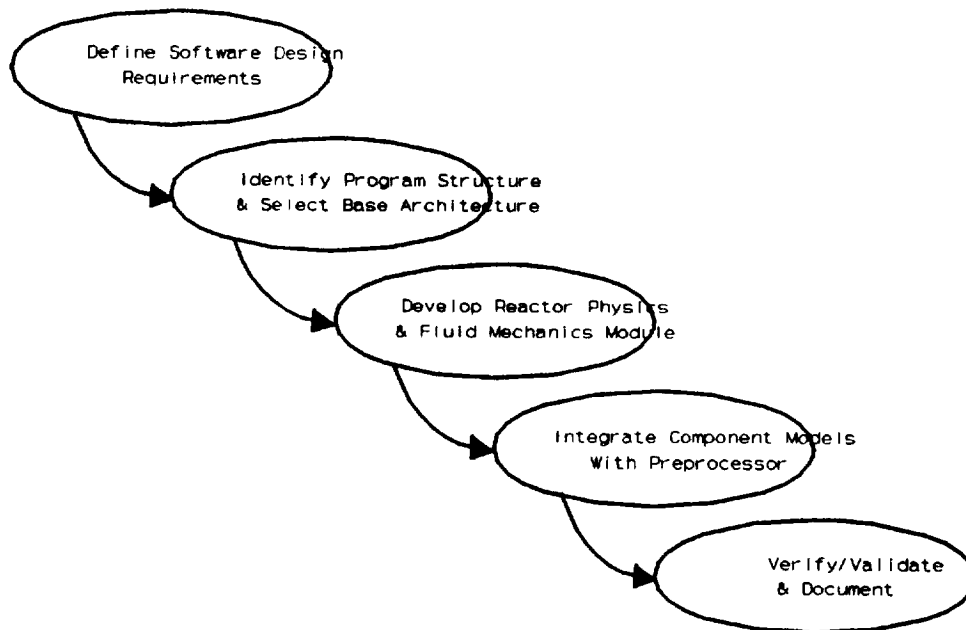 Define Software Design
Requirements
Identify Program Structure
& Select Base Architecture
Develop Reactor Physics
& Fluid Mechanics Module
Integrate Component Models
With Preprocessor
Verify/Validate
& Document